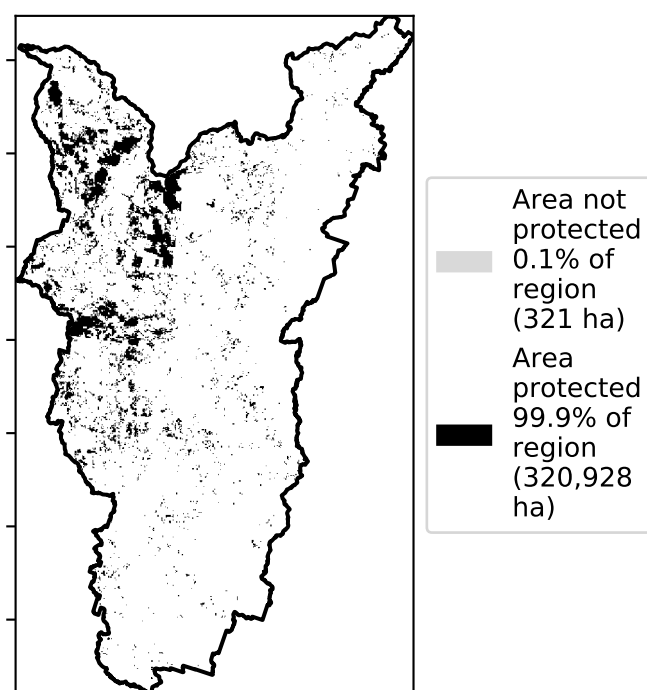 Area not
protected
0.1% of
region
(321 ha)
Area
protected
99.9% of
region
(320,928
ha)